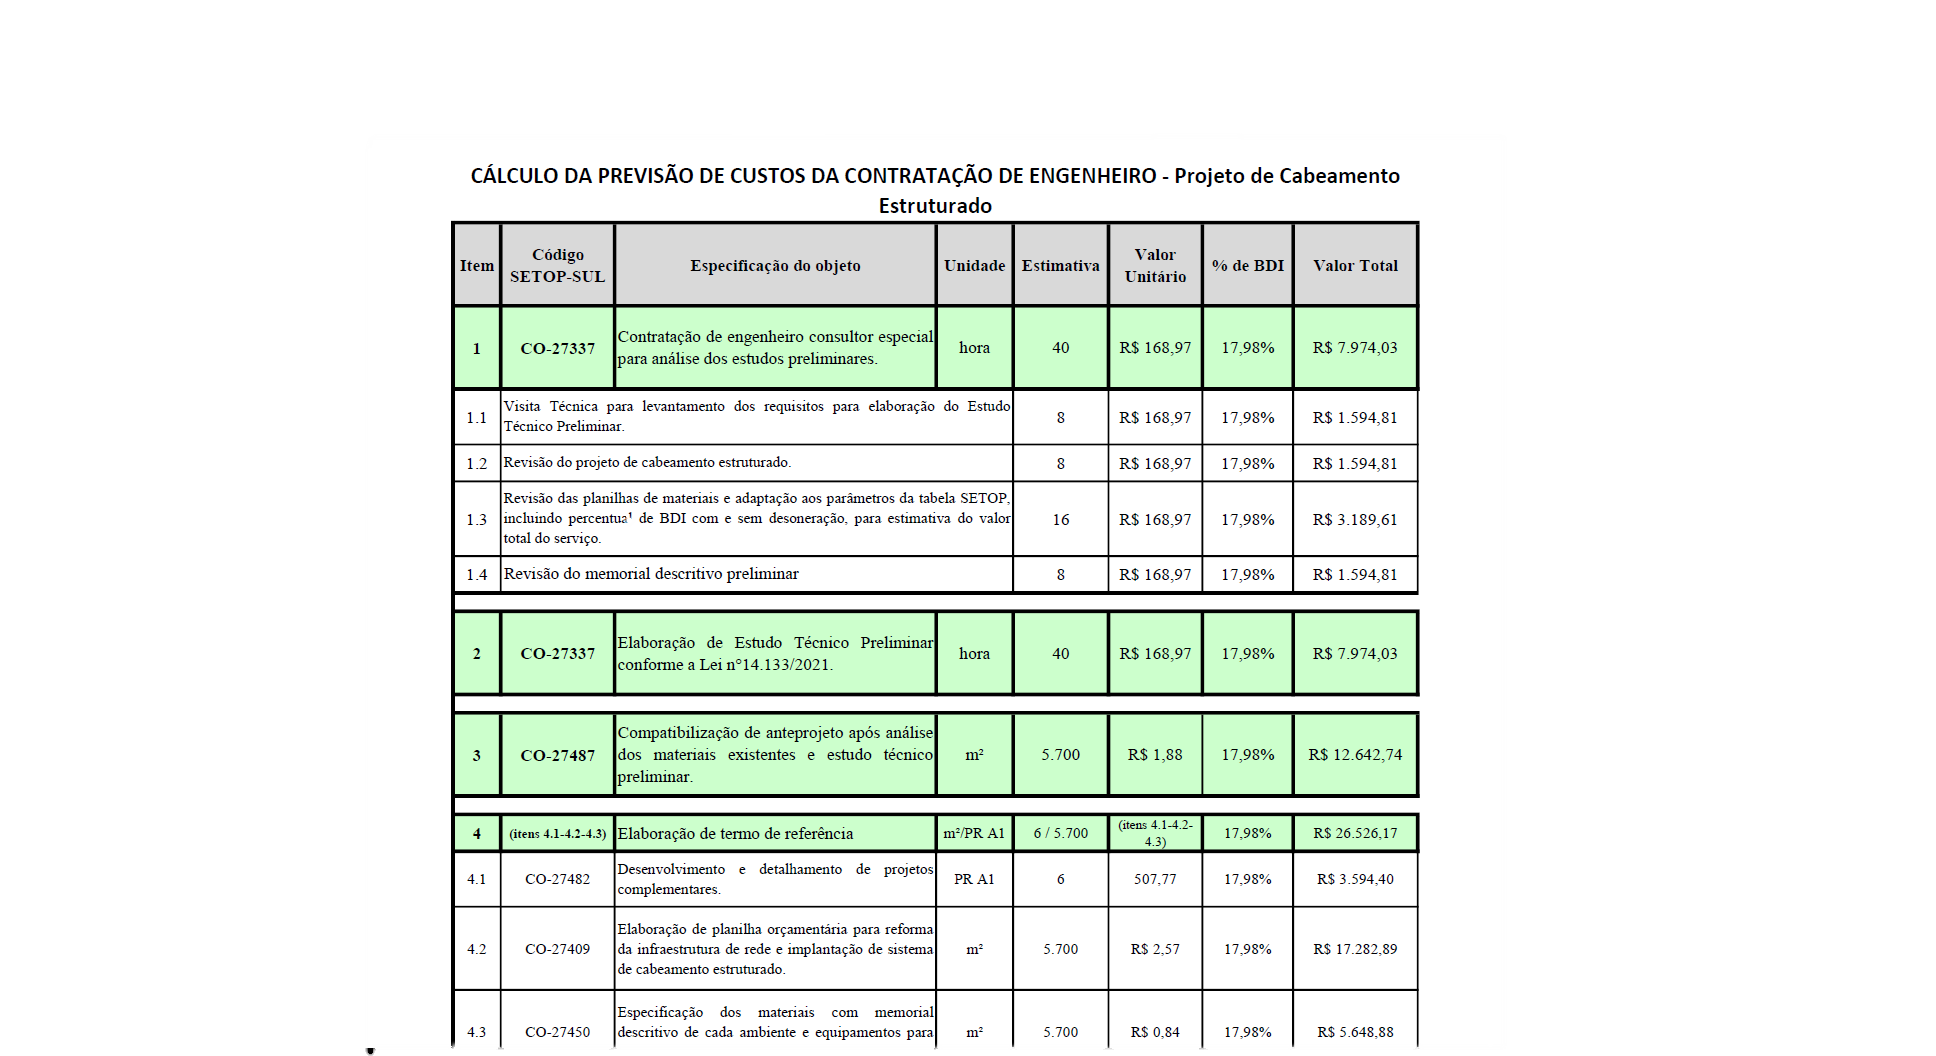 CÁLCULO DA PREVISÃO DE CUSTOS DA CONTRATAÇÃO DE ENGENHEIRO - Projeto de Cabeamento
Estruturado
Item Código SETOP-SUL Especificação do objeto Unidade Estimativa Valor Unitário % de BDI Valor Total
1 CO-27337 Contratação de engenheiro consultor especial
para análise dos estudos preliminares. hora 40 R$ 168,97 17,98% R$ 7.974,03
1.1 Visita Técnica para levantamento dos requisitos para elaboração do Estudo
Técnico Preliminar. 8 R$ 168,97 17,98% R$ 1.594,81
1.2 Revisão do projeto de cabeamento estruturado. 8 R$ 168,97 17,98% R$ 1.594,81
1.3 Revisão das planilhas de materiais e adaptação aos parâmetros da tabela SETOP,
incluindo percentua¹ de BDI com e sem desoneração, para estimativa do valor
total do serviço. 16 R$ 168,97 17,98% R$ 3.189,61
1.4 Revisão do memorial descritivo preliminar 8 R$ 168,97 17,98% R$ 1.594,81
2 CO-27337 Elaboração de Estudo Técnico Preliminar
conforme a Lei n°14.133/2021. hora 40 R$ 168,97 17,98% R$ 7.974,03
3 CO-27487 Compatibilização de anteprojeto após análise
dos materiais existentes e estudo técnico
preliminar. m² 5.700 R$ 1,88 17,98% R$ 12.642,74
4 (itens 4.1-4.2-4.3) Elaboração de termo de referência m²/PR A1 6 / 5.700 (itens 4.1-4.2-4.3) 17,98% R$ 26.526,17
4.1 CO-27482 Desenvolvimento e detalhamento de projetos
complementares. PR A1 6 507,77 17,98% R$ 3.594,40
4.2 CO-27409 Elaboração de planilha orçamentária para reforma
da infraestrutura de rede e implantação de sistema
de cabeamento estruturado. m² 5.700 R$ 2,57 17,98% R$ 17.282,89
4.3 CO-27450 Especificação dos materiais com memorial
descritivo de cada ambiente e equipamentos para m² 5.700 R$ 0,84 17,98% R$ 5.648,88